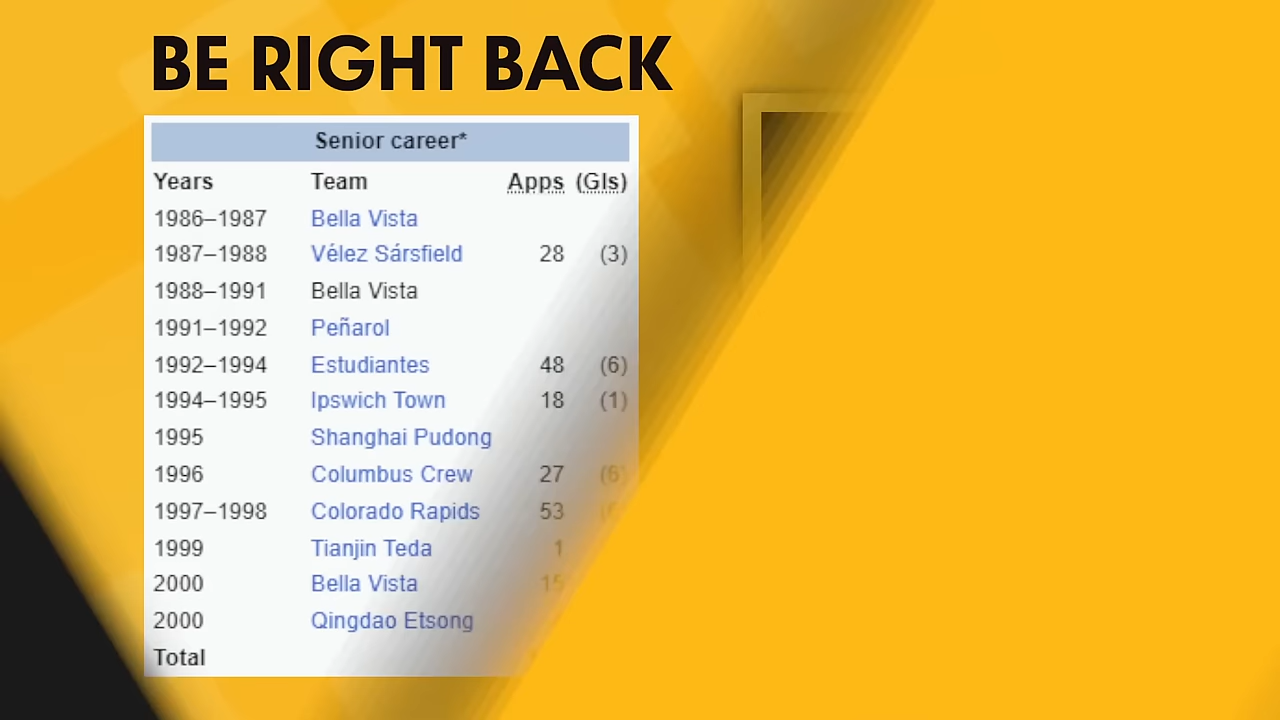 BE RIGHT BACK
Senior career*
Years Team Apps (Gls)
1986–1987 Bella Vista
1987–1988 Vélez Sársfield 28 (3)
1988–1991 Bella Vista
1991–1992 Peñarol
1992–1994 Estudiantes 48 (6)
1994–1995 Ipswich Town 18 (1)
1995 Shanghai Pudong
1996 Columbus Crew 27 (6)
1997–1998 Colorado Rapids 53
1999 Tianjin Teda 1
2000 Bella Vista 15
2000 Qingdao Etsong
Total